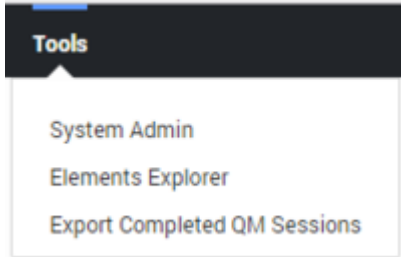 Tools
System Admin
Elements Explorer
Export Completed QM Sessions